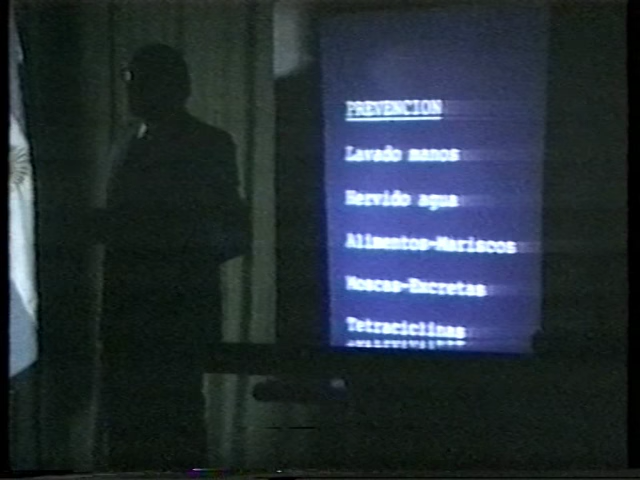 PREVENCION
Lavado manos
Hervido agua
Alimentos-Mariscos
Moscas-Excretas
Tetraciclinas